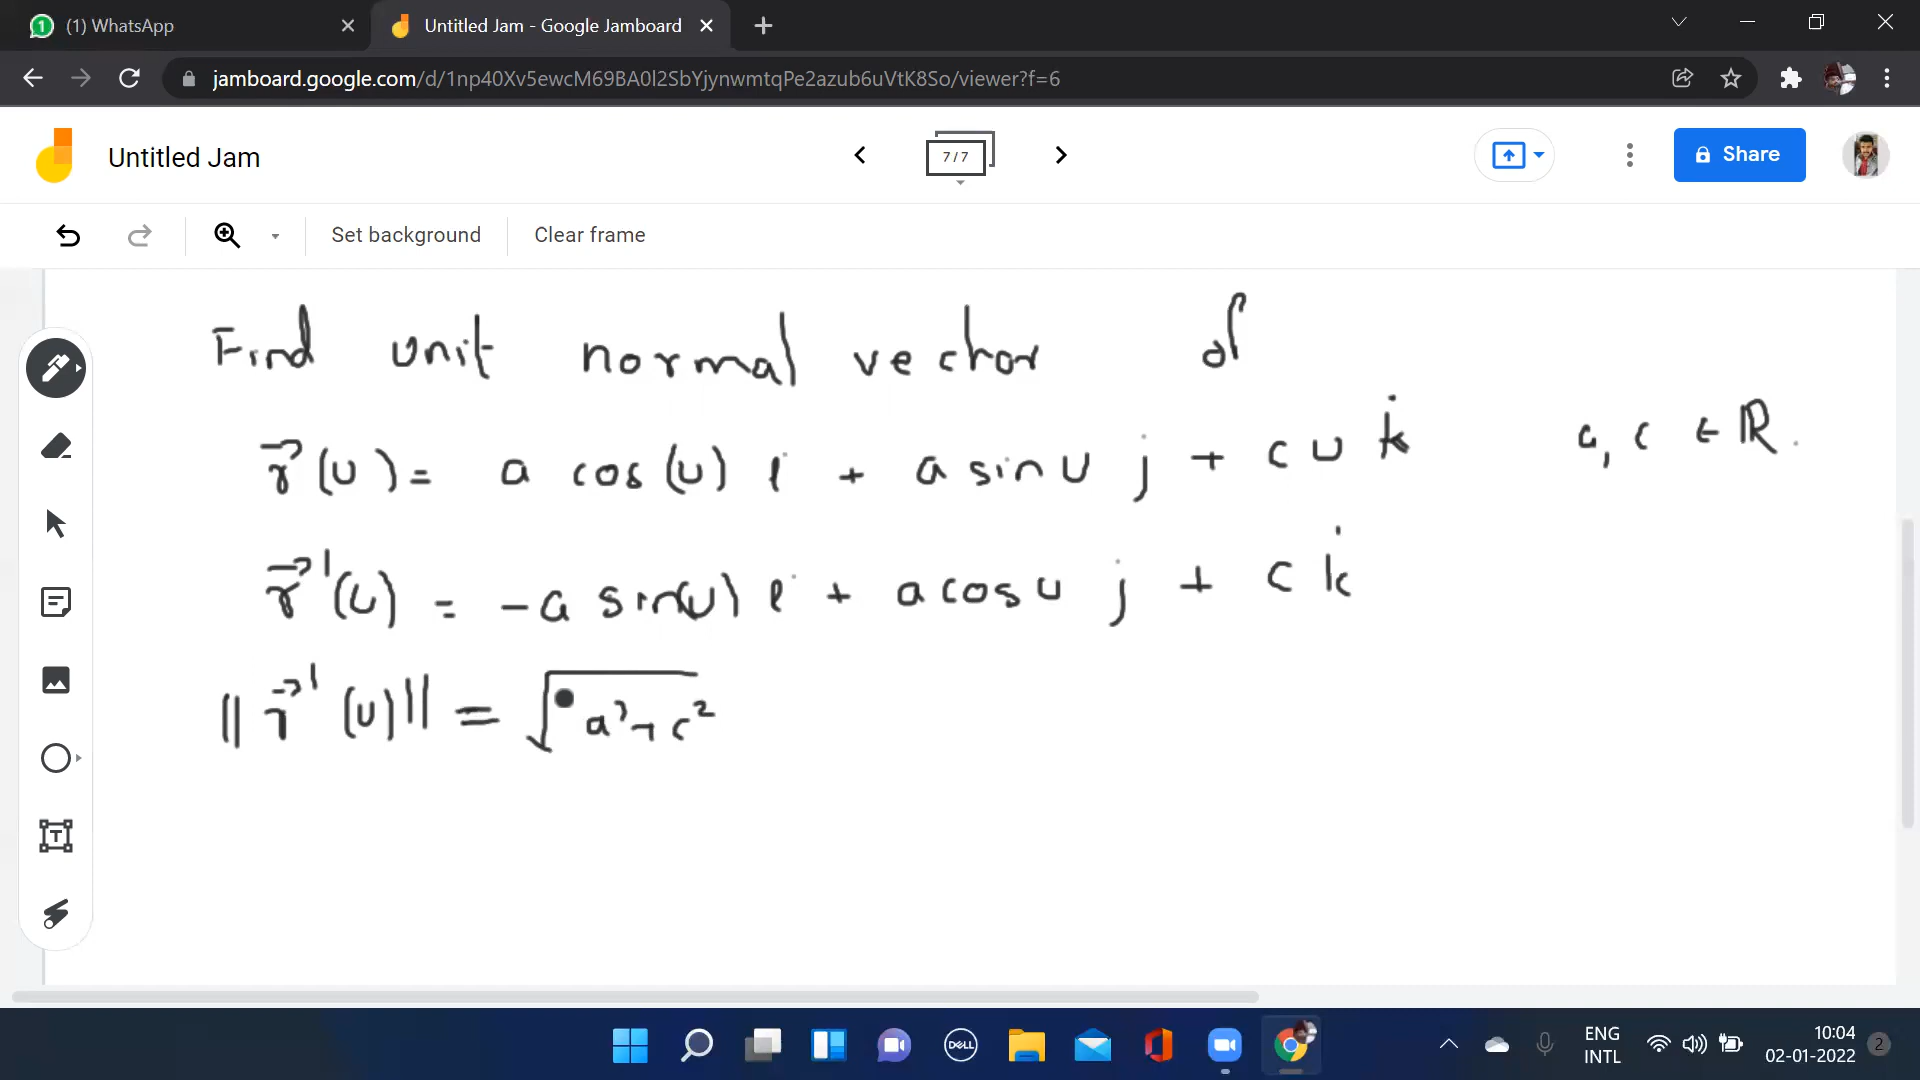 (1) WhatsApp
Untitled Jam - Google Jamboard
jamboard.google.com/d/1np40Xv5ewcM69BA0l2SbYjynwmtqPe2azub6uVtK8So/viewer?f=6
Untitled Jam
7 / 7
Share
Set background
Clear frame
Find unit normal vector of
r⃗(u) = a cos(u) i + a sin u j + c u k a, c ∈ ℝ.
r⃗'(u) = -a sin(u) i + a cos u j + c k
|| r⃗'(u) || = √a²+c²
DELL
ENG
INTL
10:04
02-01-2022
2